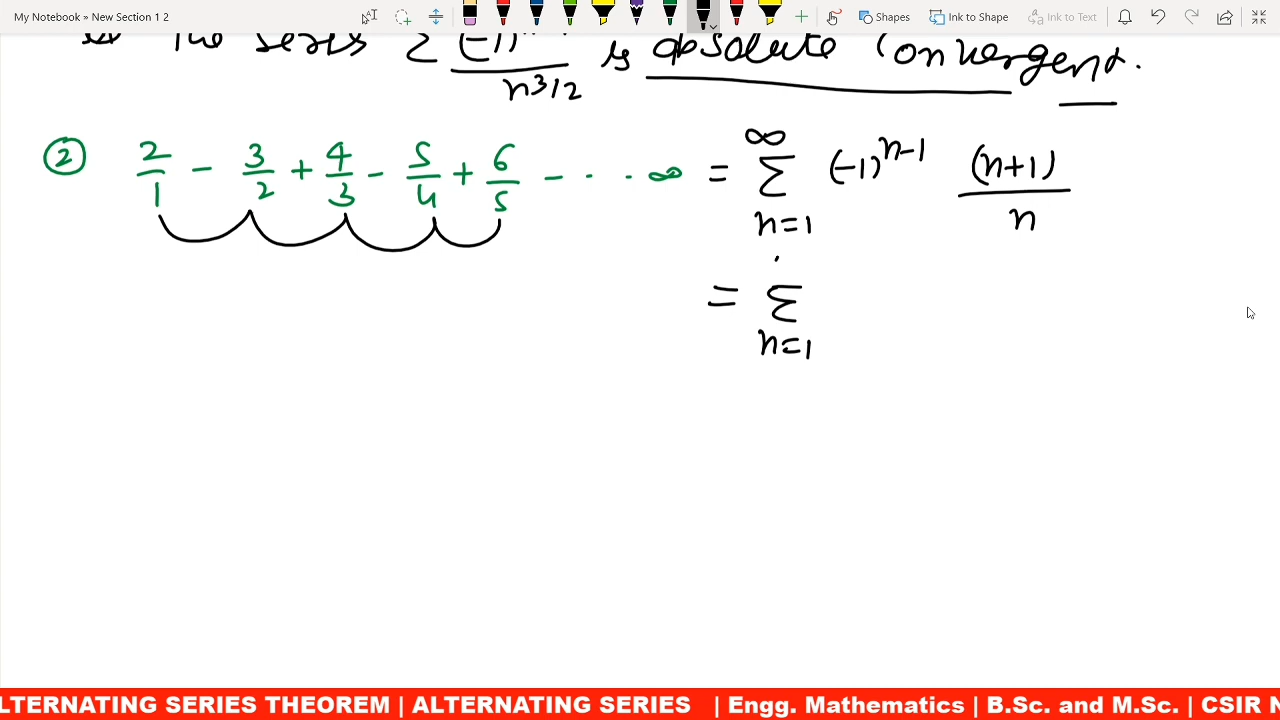 My Notebook » New Section 1 2
Shapes Ink to Shape Ink to Text
The series Σ (-1) / n^3/2 is absolute Convergent.
② 2/1 - 3/2 + 4/3 - 5/4 + 6/5 - . . . ∞ = ∞ Σ n=1 (-1)^n-1 (n+1)/n
= Σ n=1
LTERNATING SERIES THEOREM | ALTERNATING SERIES | Engg. Mathematics | B.Sc. and M.Sc. | CSIR N